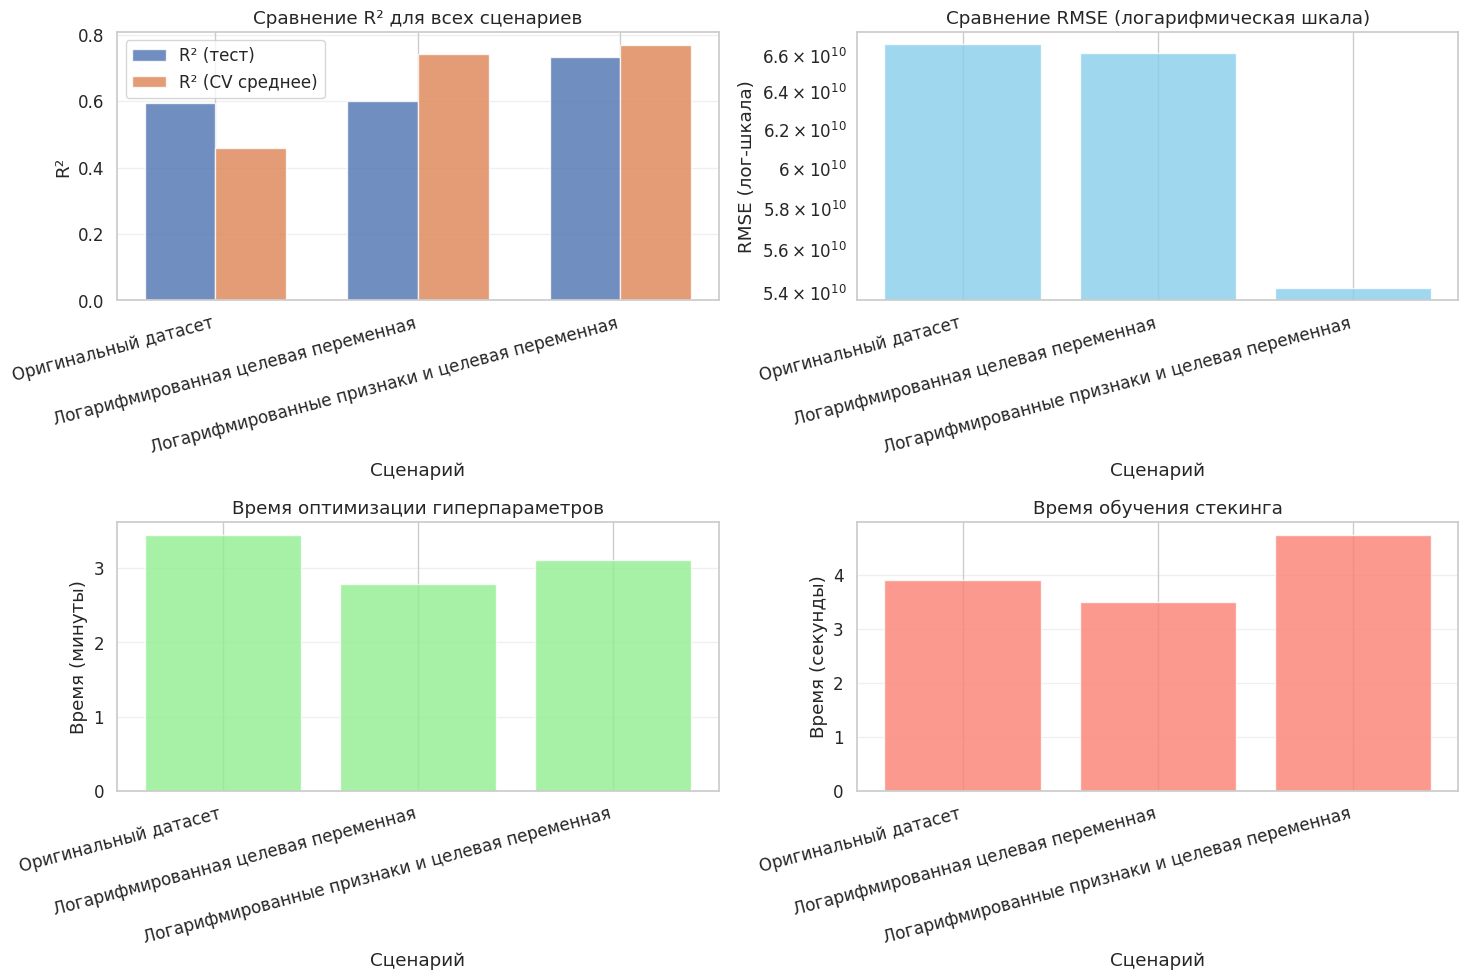 Сравнение R² для всех сценариев
R² (тест)
R² (CV среднее)
0.8
0.6
0.4
0.2
0.0
R²
Оригинальный датасет
Логарифмированная целевая переменная
Логарифмированные признаки и целевая переменная
Сценарий
Сравнение RMSE (логарифмическая шкала)
6.6 × 10¹⁰
6.4 × 10¹⁰
6.2 × 10¹⁰
6 × 10¹⁰
5.8 × 10¹⁰
5.6 × 10¹⁰
5.4 × 10¹⁰
RMSE (лог-шкала)
Оригинальный датасет
Логарифмированная целевая переменная
Логарифмированные признаки и целевая переменная
Сценарий
Время оптимизации гиперпараметров
3
2
1
0
Время (минуты)
Оригинальный датасет
Логарифмированная целевая переменная
Логарифмированные признаки и целевая переменная
Сценарий
Время обучения стекинга
4
3
2
1
0
Время (секунды)
Оригинальный датасет
Логарифмированная целевая переменная
Логарифмированные признаки и целевая переменная
Сценарий